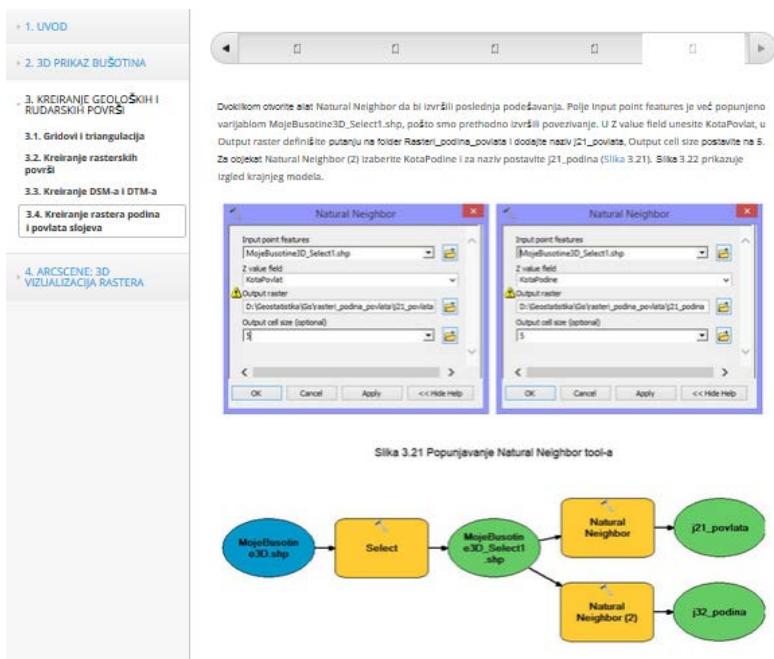 1. UVOD
2. 3D PRIKAZ BUŠOTINA
3. KREIRANJE GEOLOŠKIH I
RUDARSKIH POVRŠI
3.1. Gridovi i triangulacija
3.2. Kreiranje rasterskih
površi
3.3. Kreiranje DSM-a i DTM-a
3.4. Kreiranje rastera podina
i povlata slojeva
4. ARCSCENE: 3D
VIZUALIZACIJA RASTERA
Dvoklikom otvorite alat Natural Neighbor da bi izvršili poslednja podešavanja. Polje Input point features je već popunjeno
varijablom MojeBusotine3D_Select1.shp, pošto smo prethodno izvršili povezivanje. U Z value field unesite KotaPovlat, u
Output raster definišite putanju na folder Rasteri_podina_povlata i dodajte naziv j21_povlata, Output cell size postavite na 5.
Za objekat Natural Neighbor (2) izaberite KotaPodine i za naziv postavite j21_podina (Slika 3.21). Slika 3.22 prikazuje
izgled krajnjeg modela.
Natural Neighbor
Input point features
MojeBusotine3D_Select1.shp
Z value field
KotaPovlat
Output raster
D:\Geostatistika\Gis\rasteri_podina_povlata\j21_povlata
Output cell size (optional)
5
OK Cancel Apply << Hide Help
Natural Neighbor
Input point features
MojeBusotine3D_Select1.shp
Z value field
KotaPodine
Output raster
D:\Geostatistika\Gis\rasteri_podina_povlata\j21_podina
Output cell size (optional)
5
OK Cancel Apply << Hide Help
Slika 3.21 Popunjavanje Natural Neighbor tool-a
MojeBusotin
e3D.shp
Select
MojeBusotin
e3D_Select1
.shp
Natural
Neighbor
j21_povlata
Natural
Neighbor (2)
j32_podina